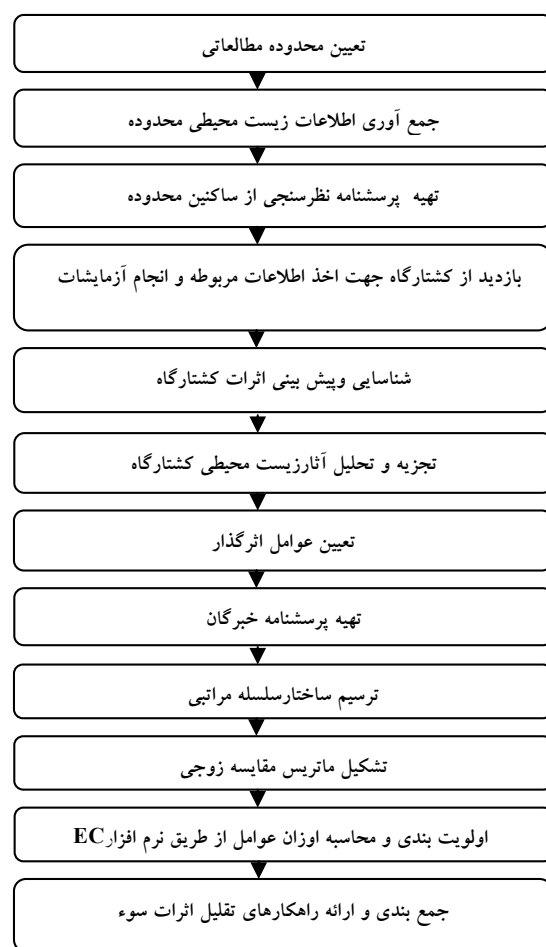 تعیین محدوده مطالعاتی
جمع آوری اطلاعات زیست محیطی محدوده
تهیه پرسشنامه نظرسنجی از ساکنین محدوده
بازدید از کشتارگاه جهت اخذ اطلاعات مربوطه و انجام آزمایشات
شناسایی وپیش بینی اثرات کشتارگاه
تجزیه و تحلیل آثارزیست محیطی کشتارگاه
تعیین عوامل اثرگذار
تهیه پرسشنامه خبرگان
ترسیم ساختارسلسله مراتبی
تشکیل ماتریس مقایسه زوجی
اولویت بندی و محاسبه اوزان عوامل از طریق نرم افزارEC
جمع بندی و ارائه راهکارهای تقلیل اثرات سوء